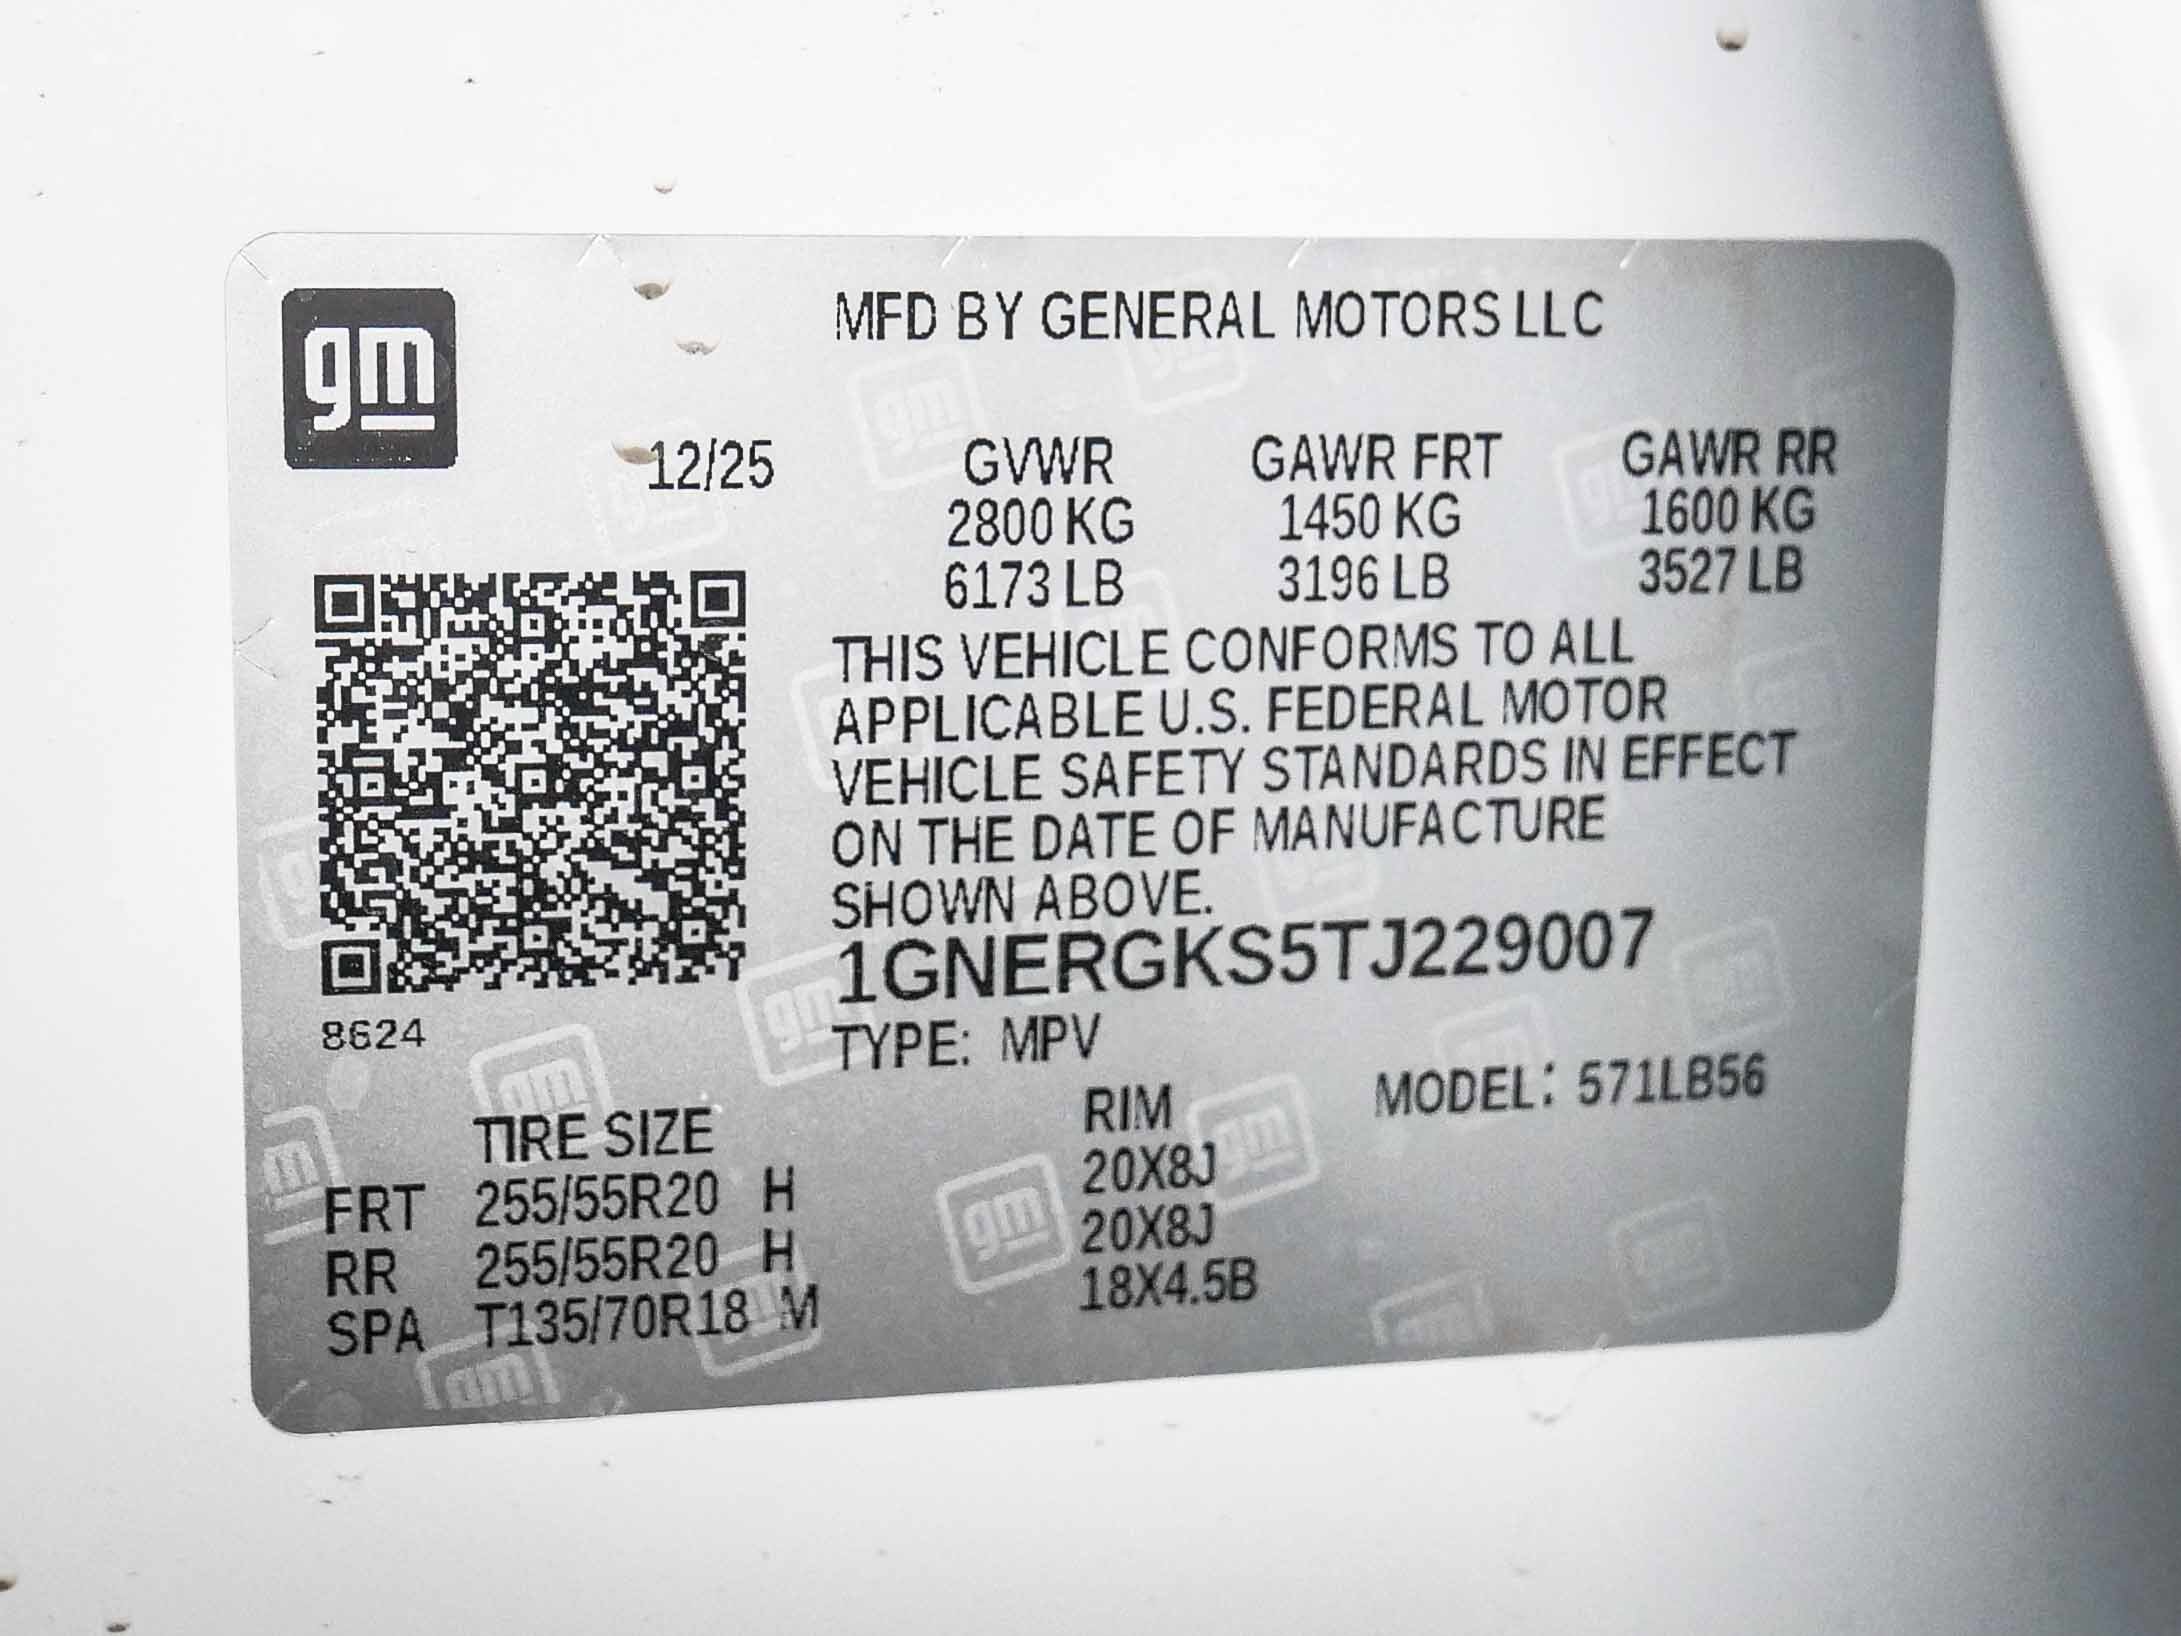 gm
MFD BY GENERAL MOTORS LLC
12/25 GVWR GAWR FRT GAWR RR
2800 KG 1450 KG 1600 KG
6173 LB 3196 LB 3527 LB
THIS VEHICLE CONFORMS TO ALL
APPLICABLE U.S. FEDERAL MOTOR
VEHICLE SAFETY STANDARDS IN EFFECT
ON THE DATE OF MANUFACTURE
SHOWN ABOVE.
1GNERGKS5TJ229007
8624
TYPE: MPV
MODEL: 571LB56
TIRE SIZE RIM
FRT 255/55R20 H 20X8J
RR 255/55R20 H 20X8J
SPA T135/70R18 M 18X4.5B